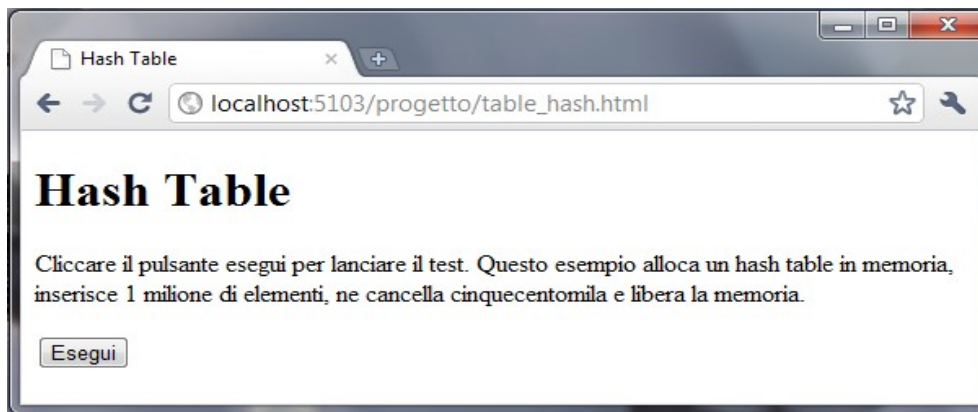 Hash Table
localhost:5103/progetto/table_hash.html
Hash Table
Cliccare il pulsante esegui per lanciare il test. Questo esempio alloca un hash table in memoria,
inserisce 1 milione di elementi, ne cancella cinquecentomila e libera la memoria.
Esegui